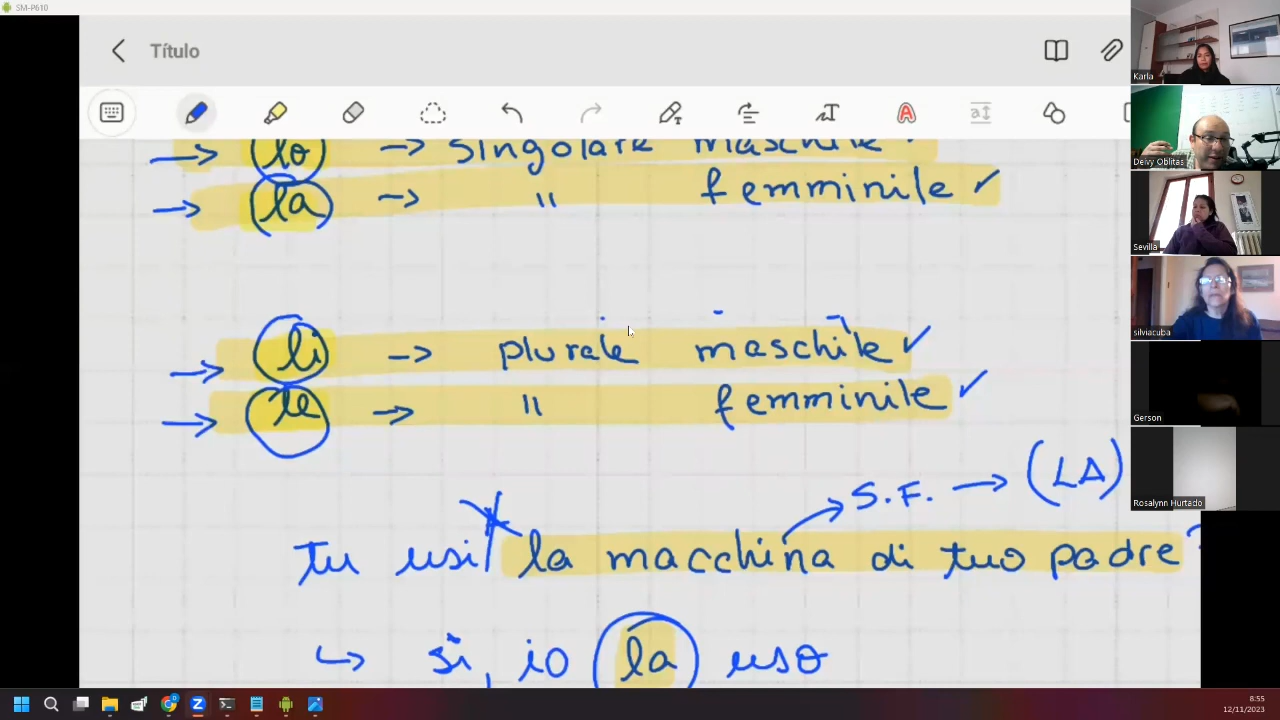 SM-P610
Título
→ lo → singolare maschile
→ la → " femminile ✓
→ li → plurale maschile ✓
→ le → " femminile ✓
S.F. → (LA)
tu usi la macchina di tuo padre?
↳ sì, io la uso
Karla
Deivy Oblitas
Sevilla
silviacuba
Gerson
Rosalynn Hurtado
8:55
12/11/2023